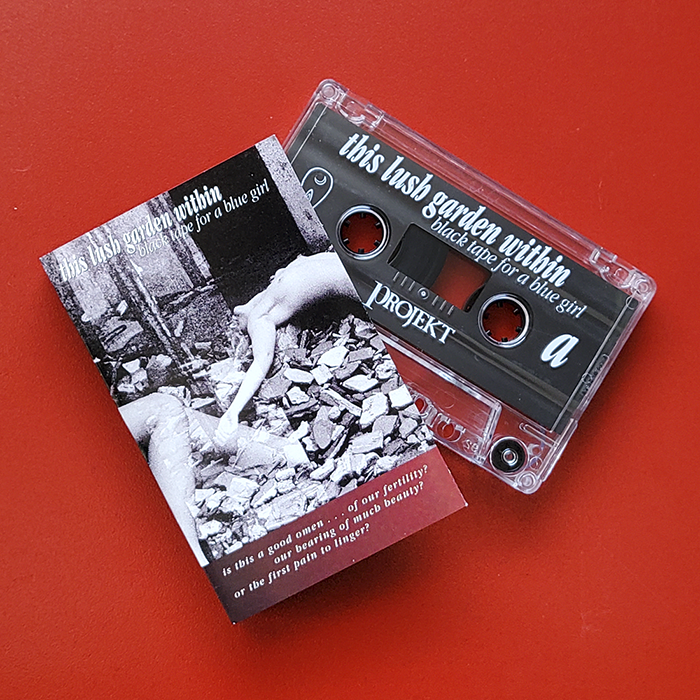 this lush garden within
black tape for a blue girl
is this a good omen . . . of our fertility?
our bearing of much beauty?
or the first pain to linger?
this lush garden within
black tape for a blue girl
PROJEKT
a